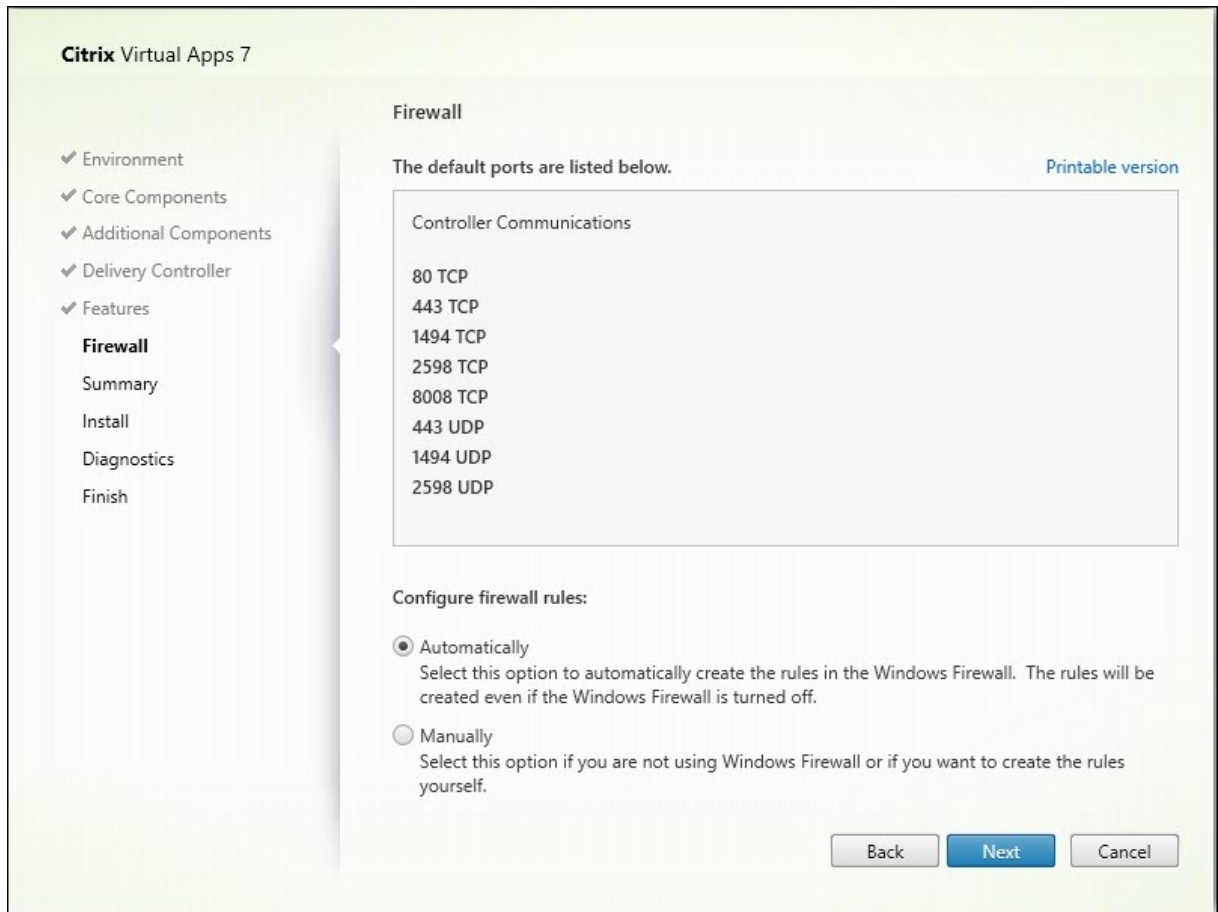 Citrix Virtual Apps 7
Environment
Core Components
Additional Components
Delivery Controller
Features
Firewall
Summary
Install
Diagnostics
Finish
Firewall
The default ports are listed below.
Printable version
Controller Communications
80 TCP
443 TCP
1494 TCP
2598 TCP
8008 TCP
443 UDP
1494 UDP
2598 UDP
Configure firewall rules:
Automatically
Select this option to automatically create the rules in the Windows Firewall. The rules will be
created even if the Windows Firewall is turned off.
Manually
Select this option if you are not using Windows Firewall or if you want to create the rules
yourself.
Back
Next
Cancel